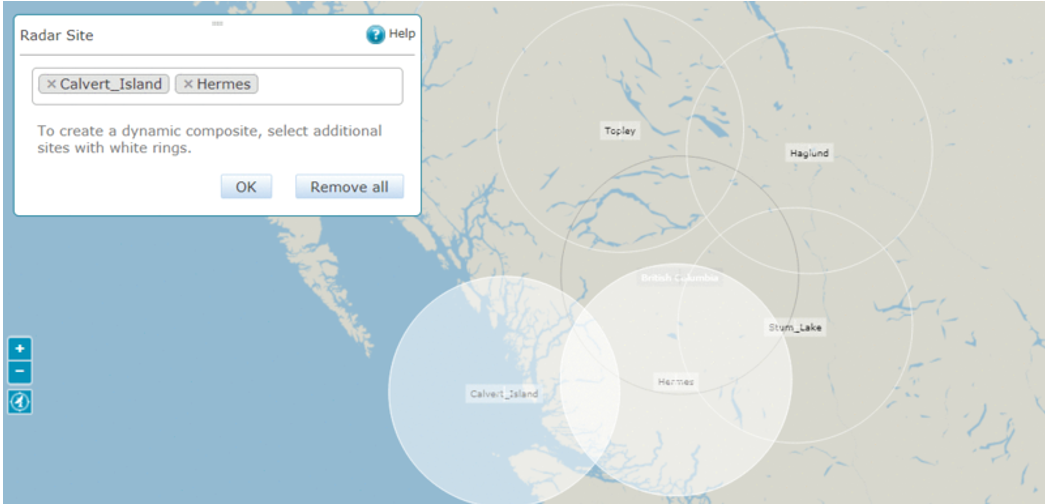 Radar Site
Help
× Calvert_Island × Hermes
To create a dynamic composite, select additional
sites with white rings.
OK Remove all
Topley
Haglund
British Columbia
Stum_Lake
Hermes
Calvert_Island
+
−